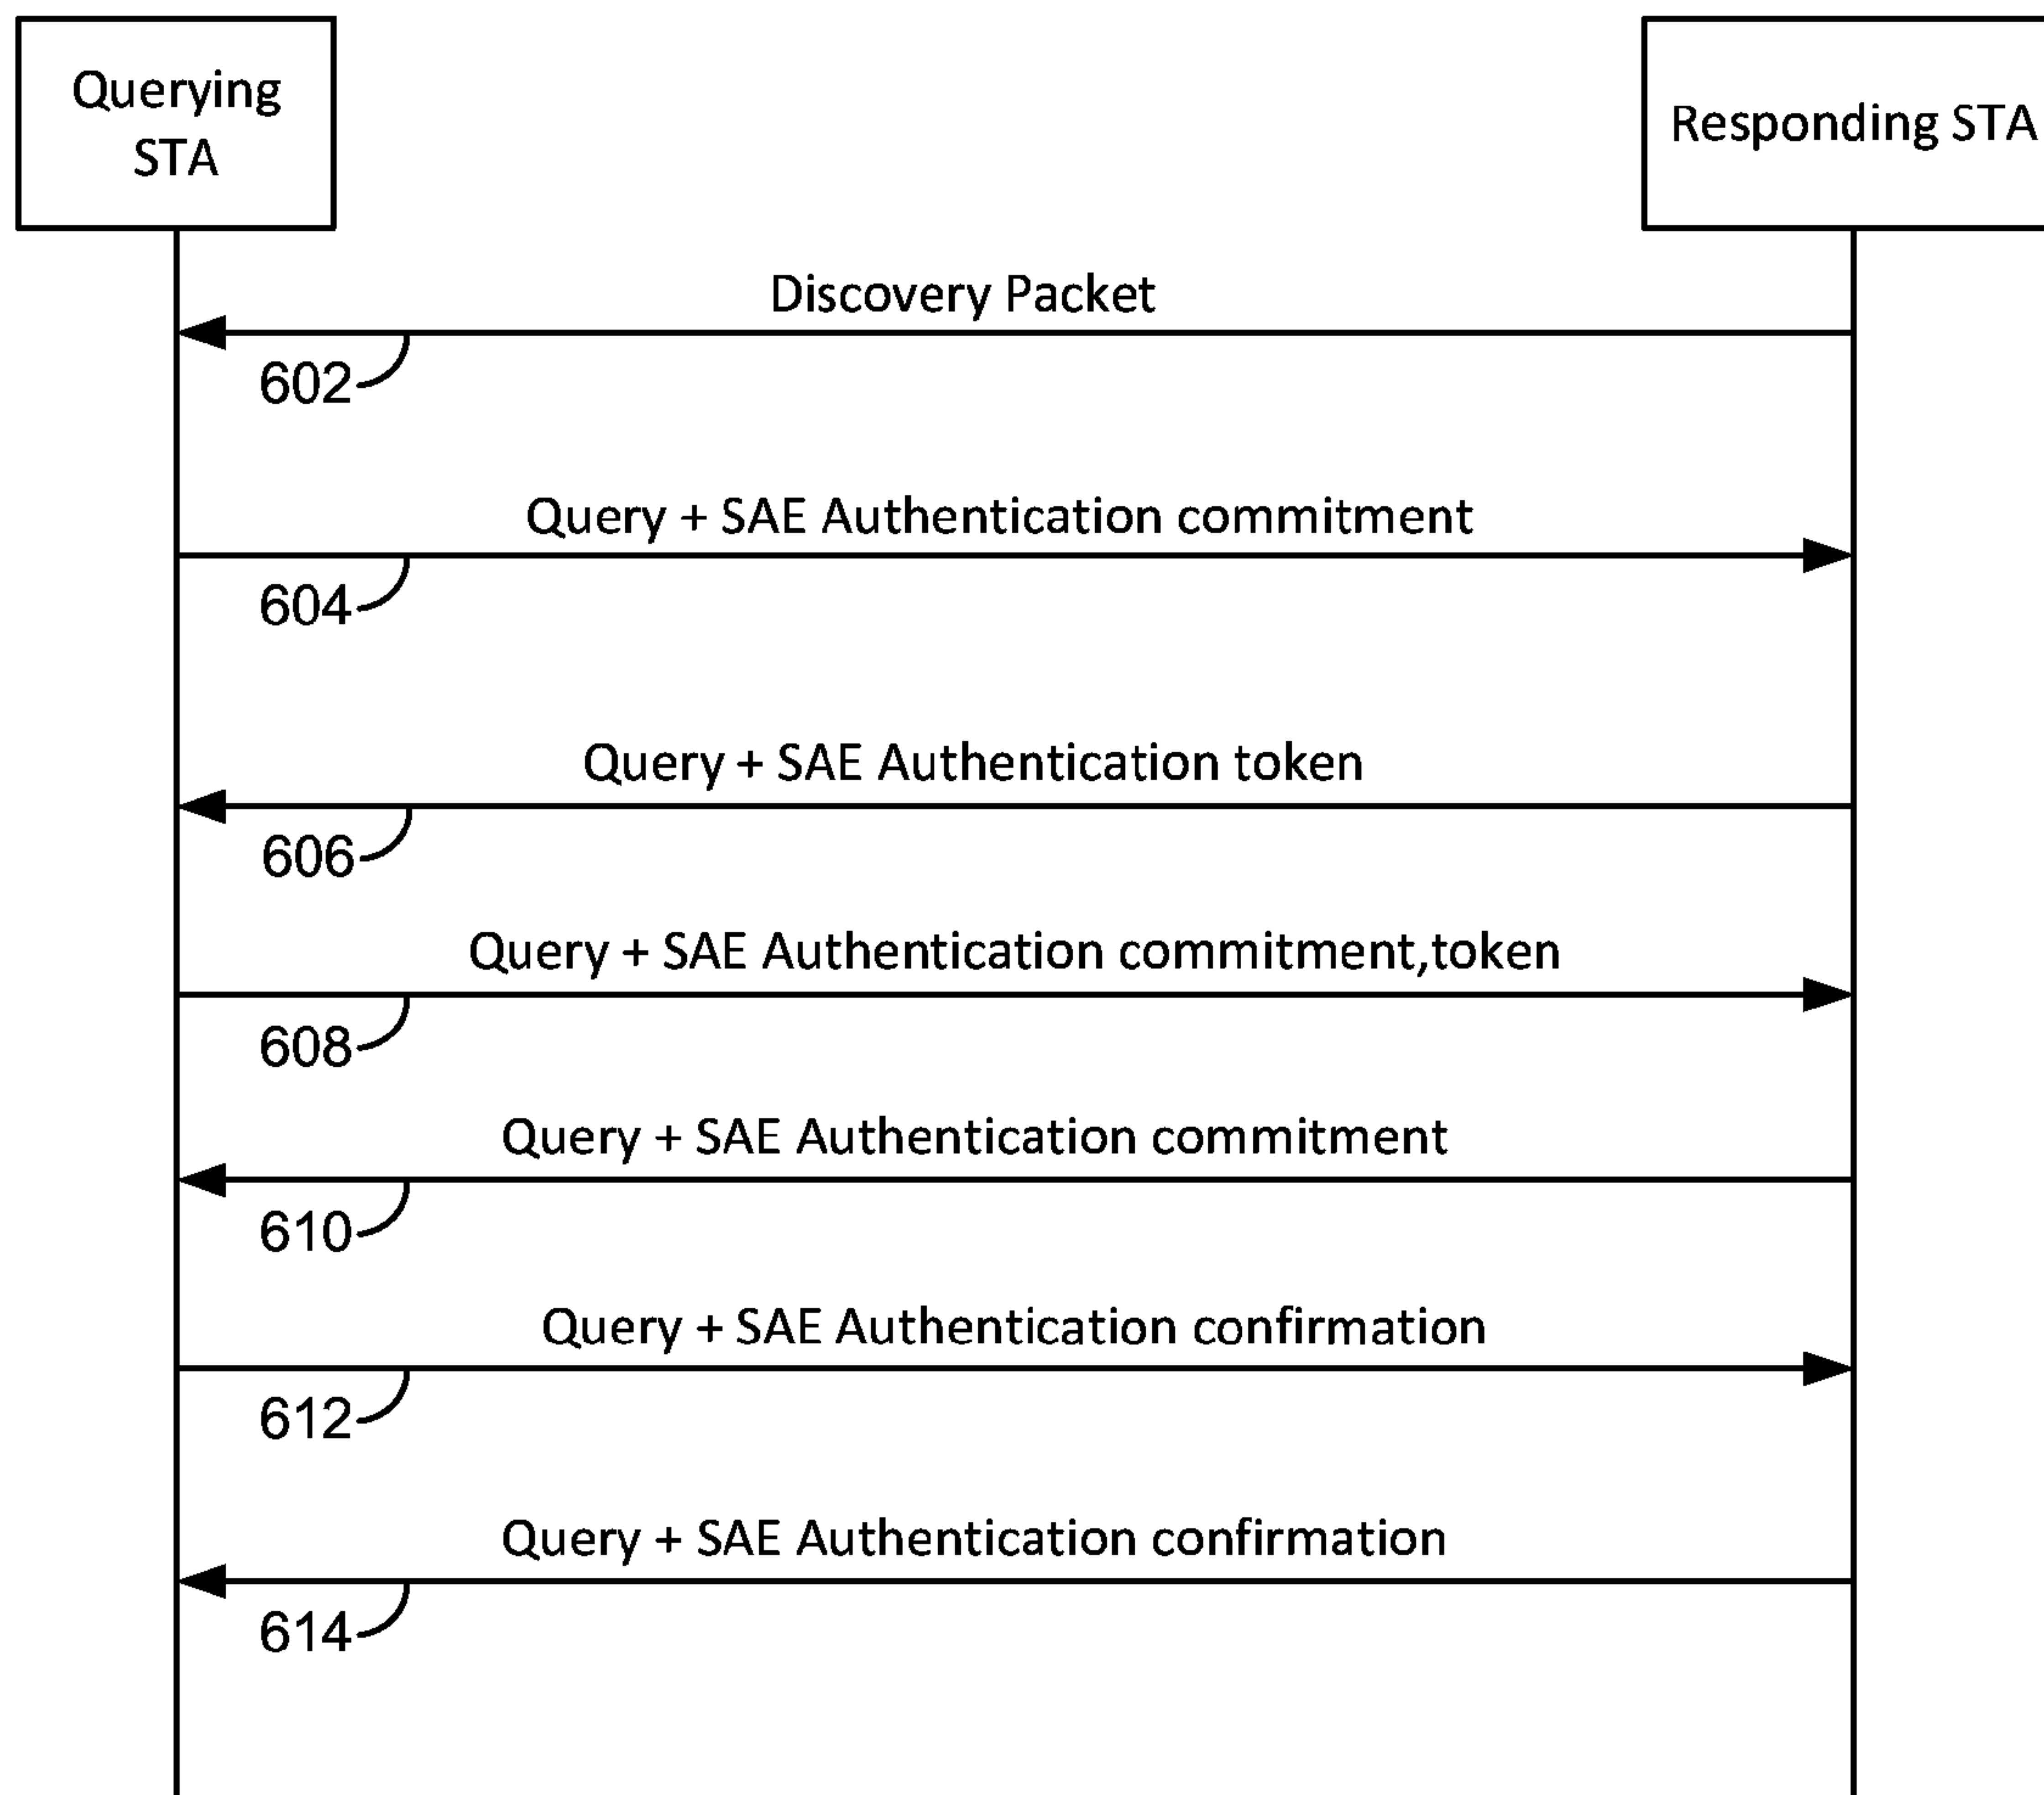 Querying
STA
Responding STA
Discovery Packet
602
Query + SAE Authentication commitment
604
Query + SAE Authentication token
606
Query + SAE Authentication commitment,token
608
Query + SAE Authentication commitment
610
Query + SAE Authentication confirmation
612
Query + SAE Authentication confirmation
614